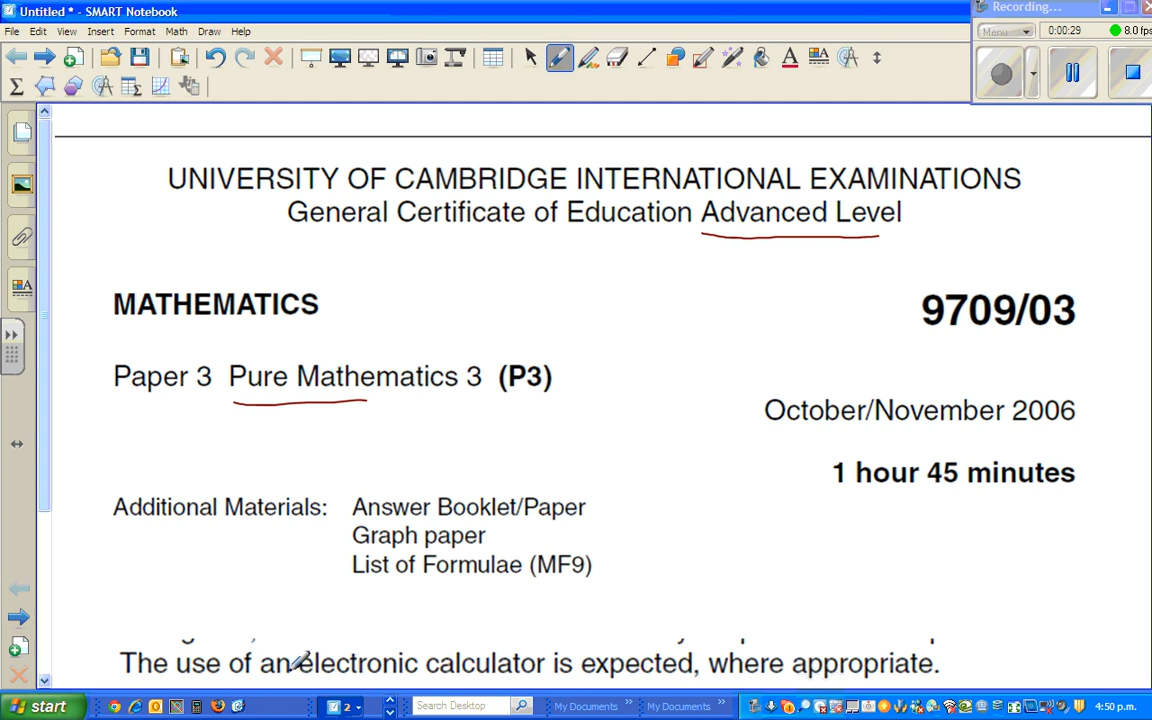 Untitled * - SMART Notebook
Recording...
File Edit View Insert Format Math Draw Help
Menu 0:00:29 8.0 fps
UNIVERSITY OF CAMBRIDGE INTERNATIONAL EXAMINATIONS
General Certificate of Education Advanced Level
MATHEMATICS
9709/03
Paper 3 Pure Mathematics 3 (P3)
October/November 2006
1 hour 45 minutes
Additional Materials: Answer Booklet/Paper
Graph paper
List of Formulae (MF9)
The use of an electronic calculator is expected, where appropriate.
start 2 Search Desktop My Documents » My Documents » 4:50 p.m.